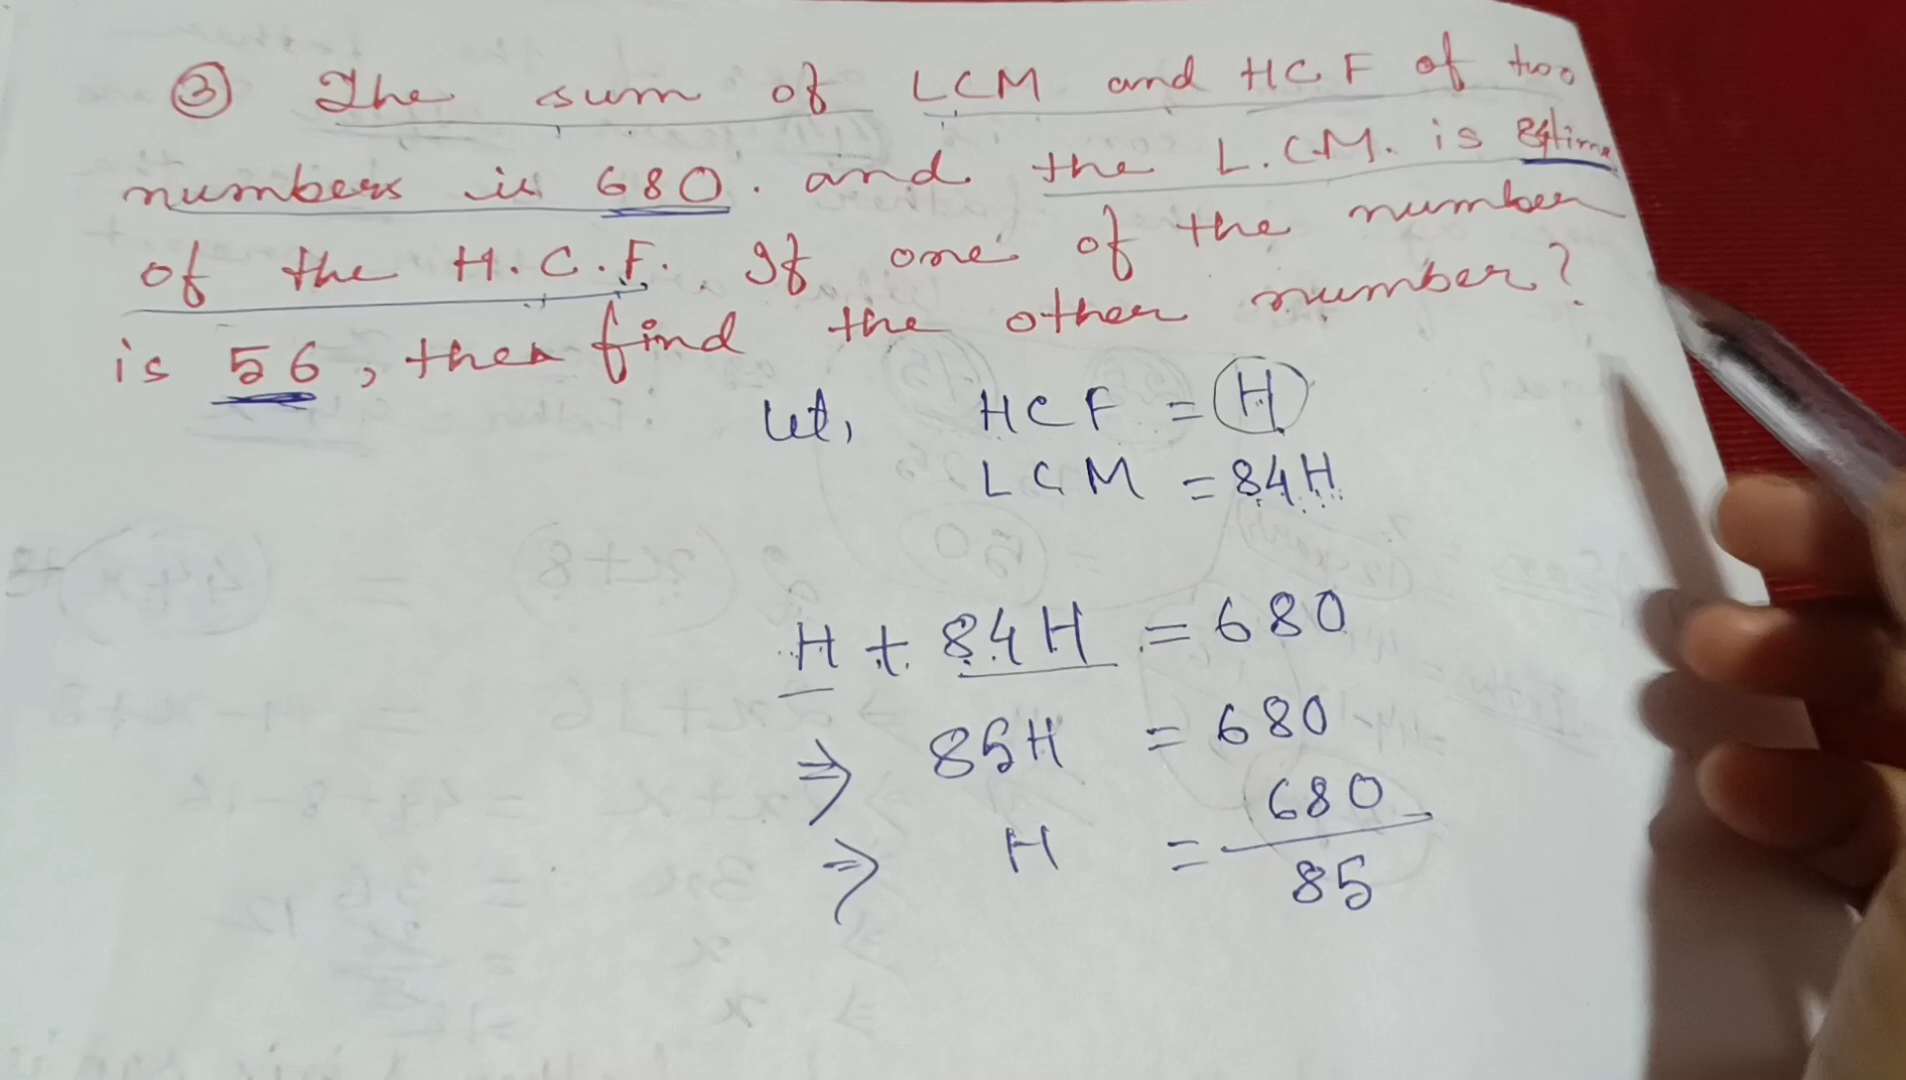 ③ The sum of LCM and HCF of two
numbers is 680. and the L.C.M. is 84time
of the H.C.F. If one of the number
is 56, then find the other number?
Let, HCF = H
LCM = 84H
H + 84H = 680
⇒ 85H = 680
⇒ H = 680
85